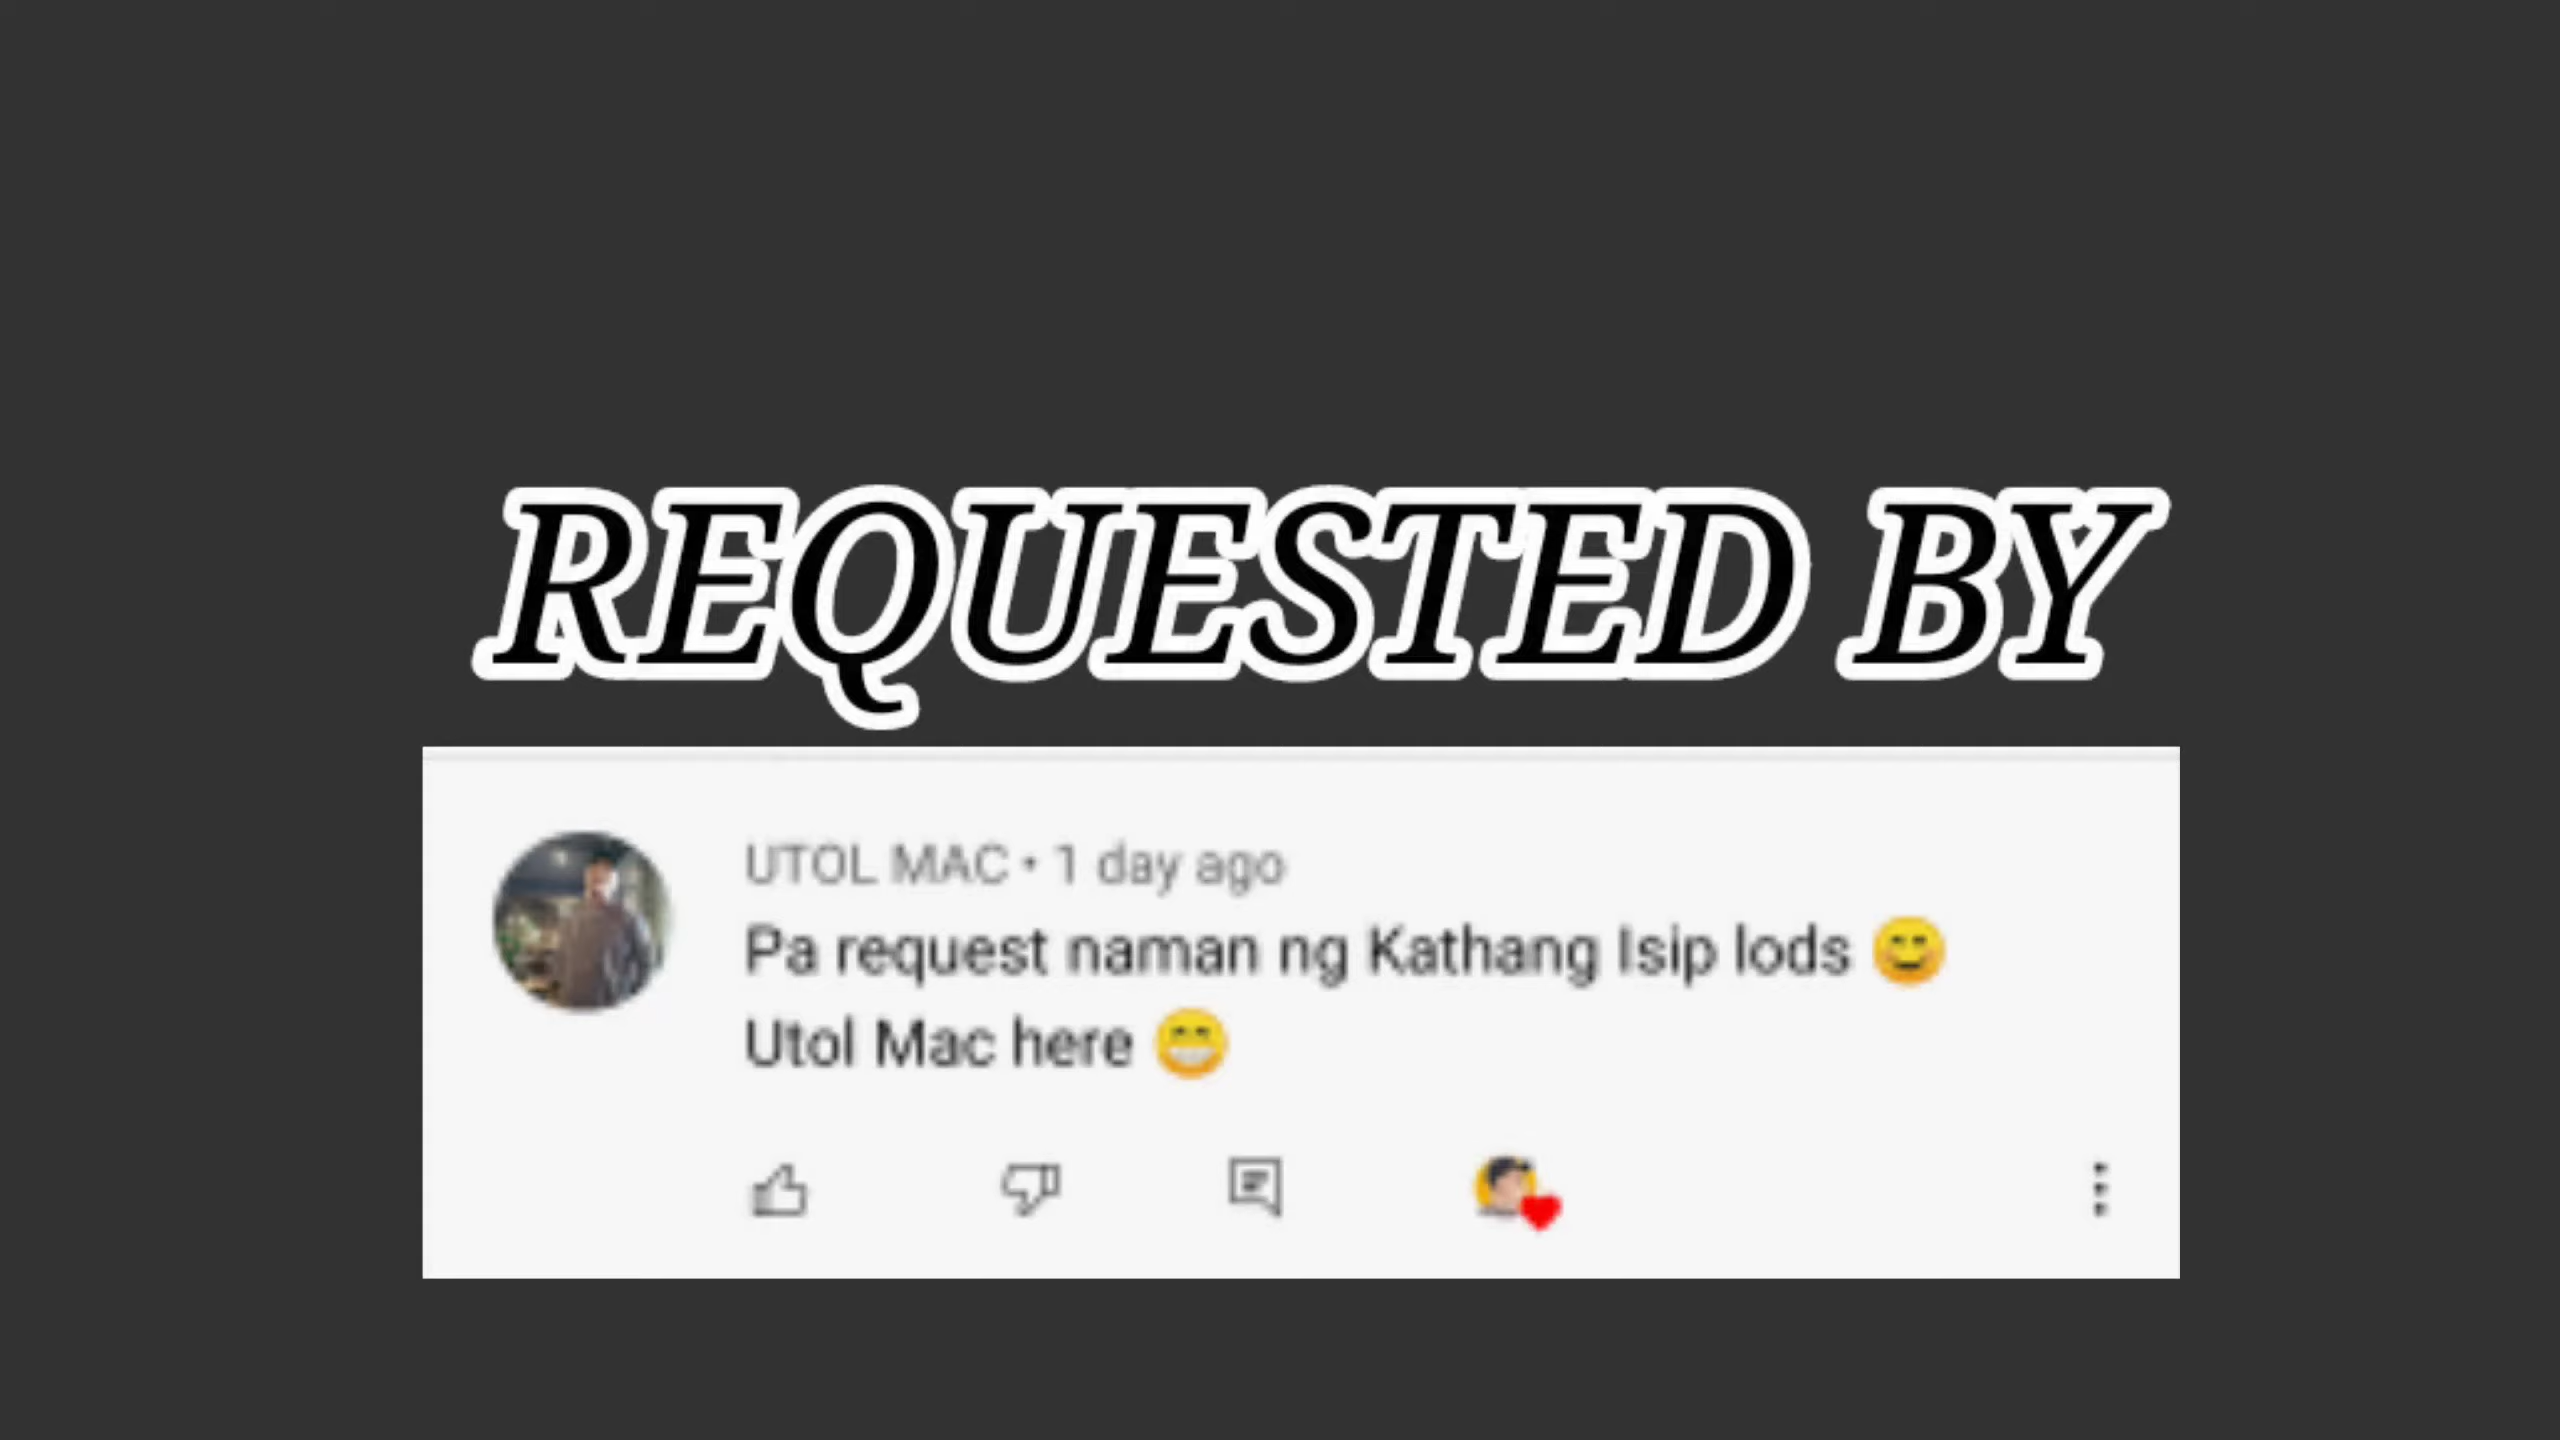 REQUESTED BY
UTOL MAC • 1 day ago
Pa request naman ng Kathang Isip lods 😊
Utol Mac here 😁